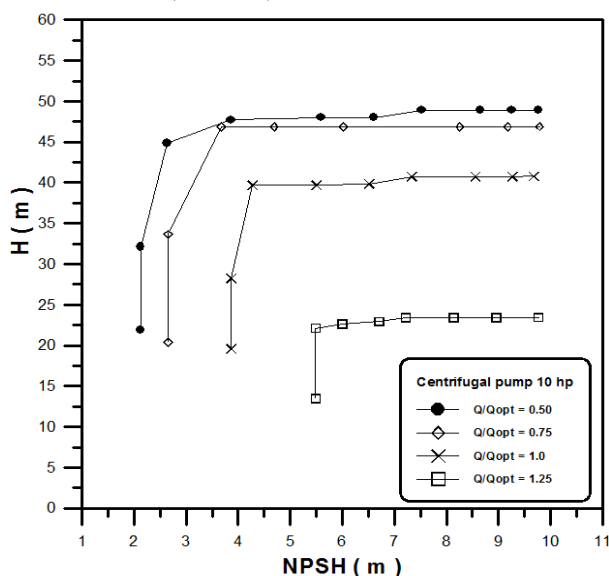 60
55
50
45
40
35
30
25
20
15
10
5
0
H ( m )
Centrifugal pump 10 hp
Q/Qopt = 0.50
Q/Qopt = 0.75
Q/Qopt = 1.0
Q/Qopt = 1.25
1 2 3 4 5 6 7 8 9 10 11
NPSH ( m )